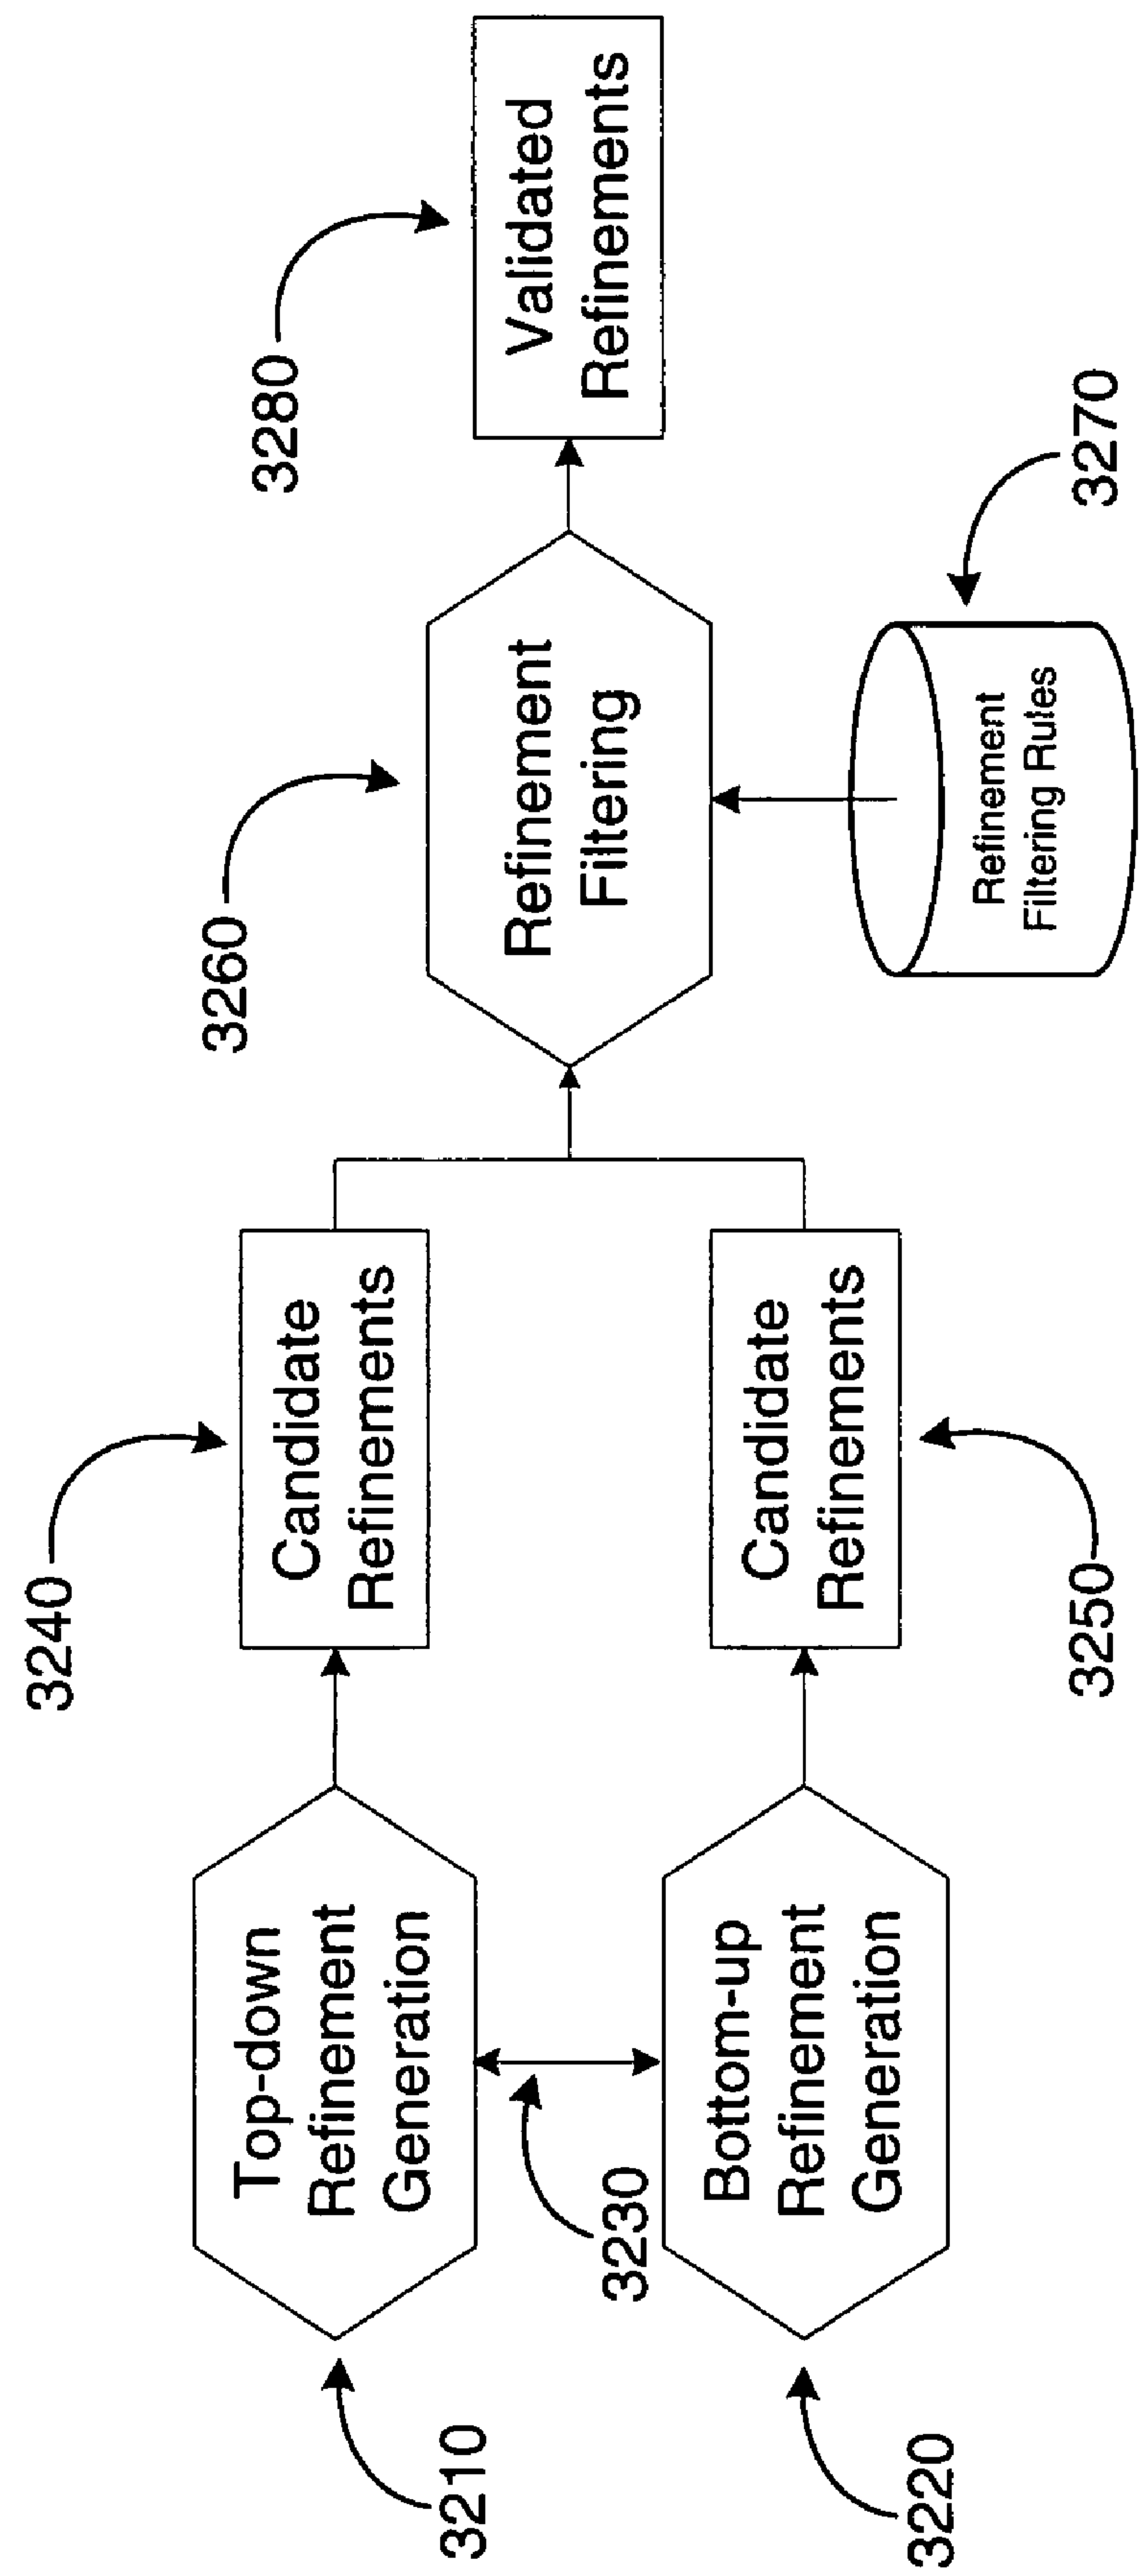 3210
Top-down
Refinement
Generation
3240
Candidate
Refinements
3230
3220
Bottom-up
Refinement
Generation
3250
Candidate
Refinements
3260
Refinement
Filtering
3270
Refinement
Filtering Rules
3280
Validated
Refinements